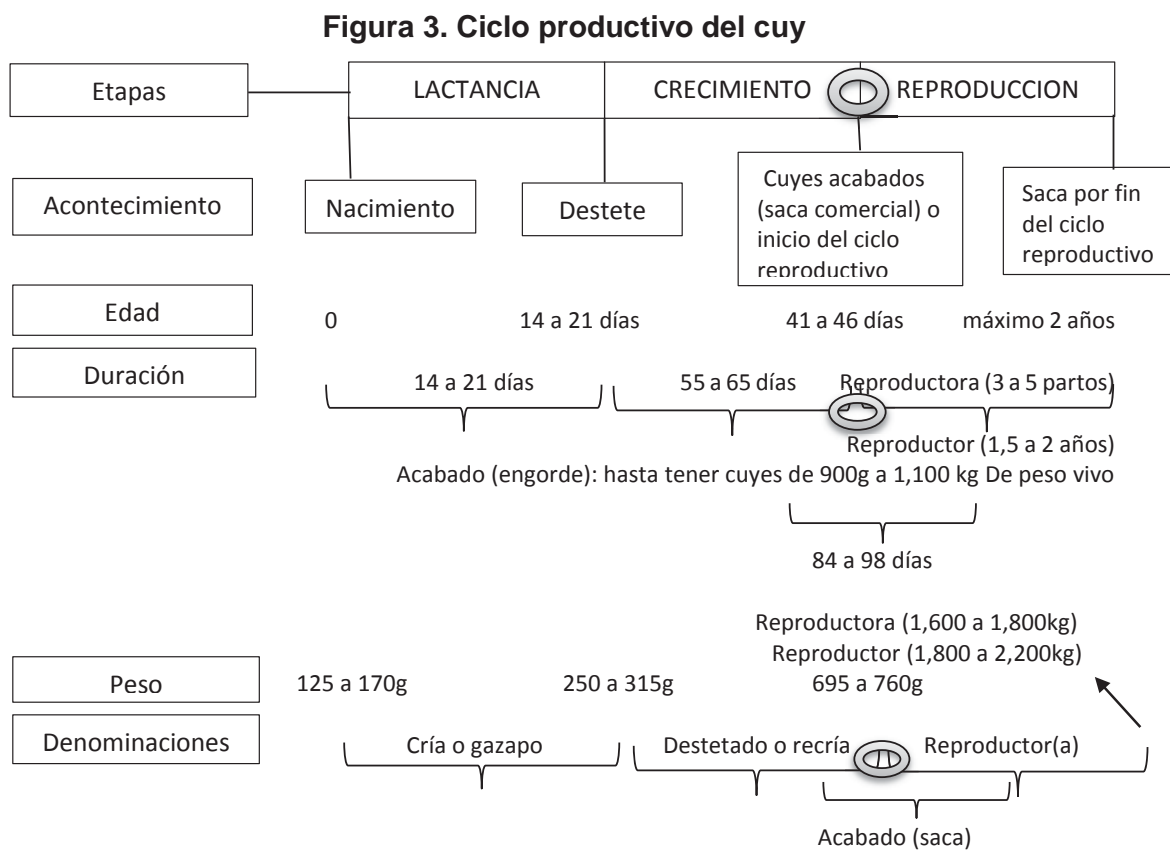 Figura 3. Ciclo productivo del cuy
Etapas
LACTANCIA
CRECIMIENTO
REPRODUCCION
Acontecimiento
Nacimiento
Destete
Cuyes acabados
(saca comercial) o
inicio del ciclo
reproductivo
Saca por fin
del ciclo
reproductivo
Edad
0
14 a 21 días
41 a 46 días
máximo 2 años
Duración
14 a 21 días
55 a 65 días
Reproductora (3 a 5 partos)
Reproductor (1,5 a 2 años)
Acabado (engorde): hasta tener cuyes de 900g a 1,100 kg De peso vivo
84 a 98 días
Reproductora (1,600 a 1,800kg)
Reproductor (1,800 a 2,200kg)
Peso
125 a 170g
250 a 315g
695 a 760g
Denominaciones
Cría o gazapo
Destetado o recría
Reproductor(a)
Acabado (saca)